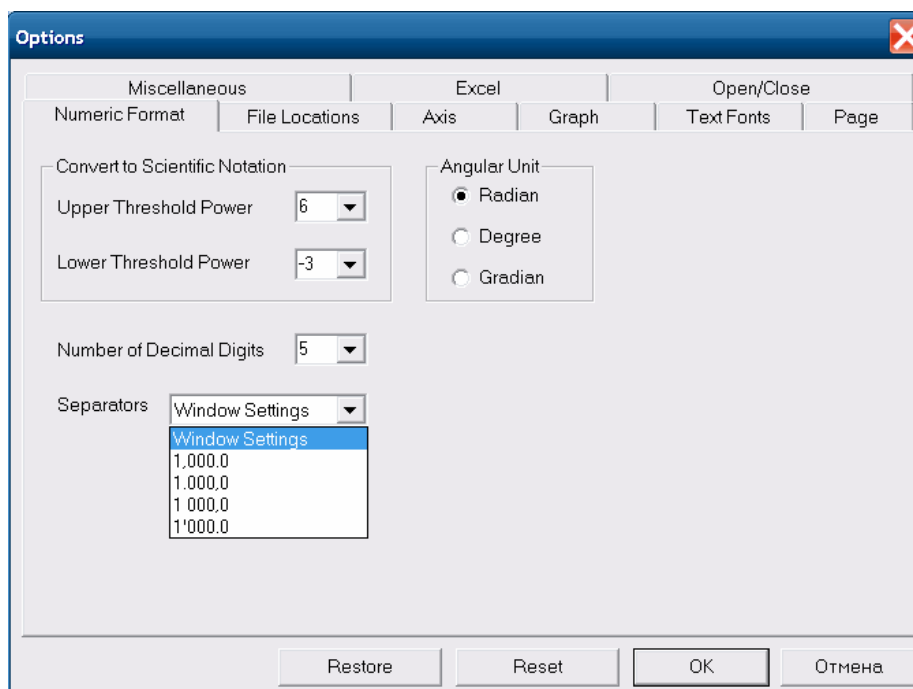 Options
Miscellaneous Excel Open/Close
Numeric Format File Locations Axis Graph Text Fonts Page
Convert to Scientific Notation
Upper Threshold Power 6
Lower Threshold Power -3
Angular Unit
Radian
Degree
Gradian
Number of Decimal Digits 5
Separators Window Settings
Window Settings
1,000.0
1.000,0
1 000,0
1'000.0
Restore Reset OK Отмена